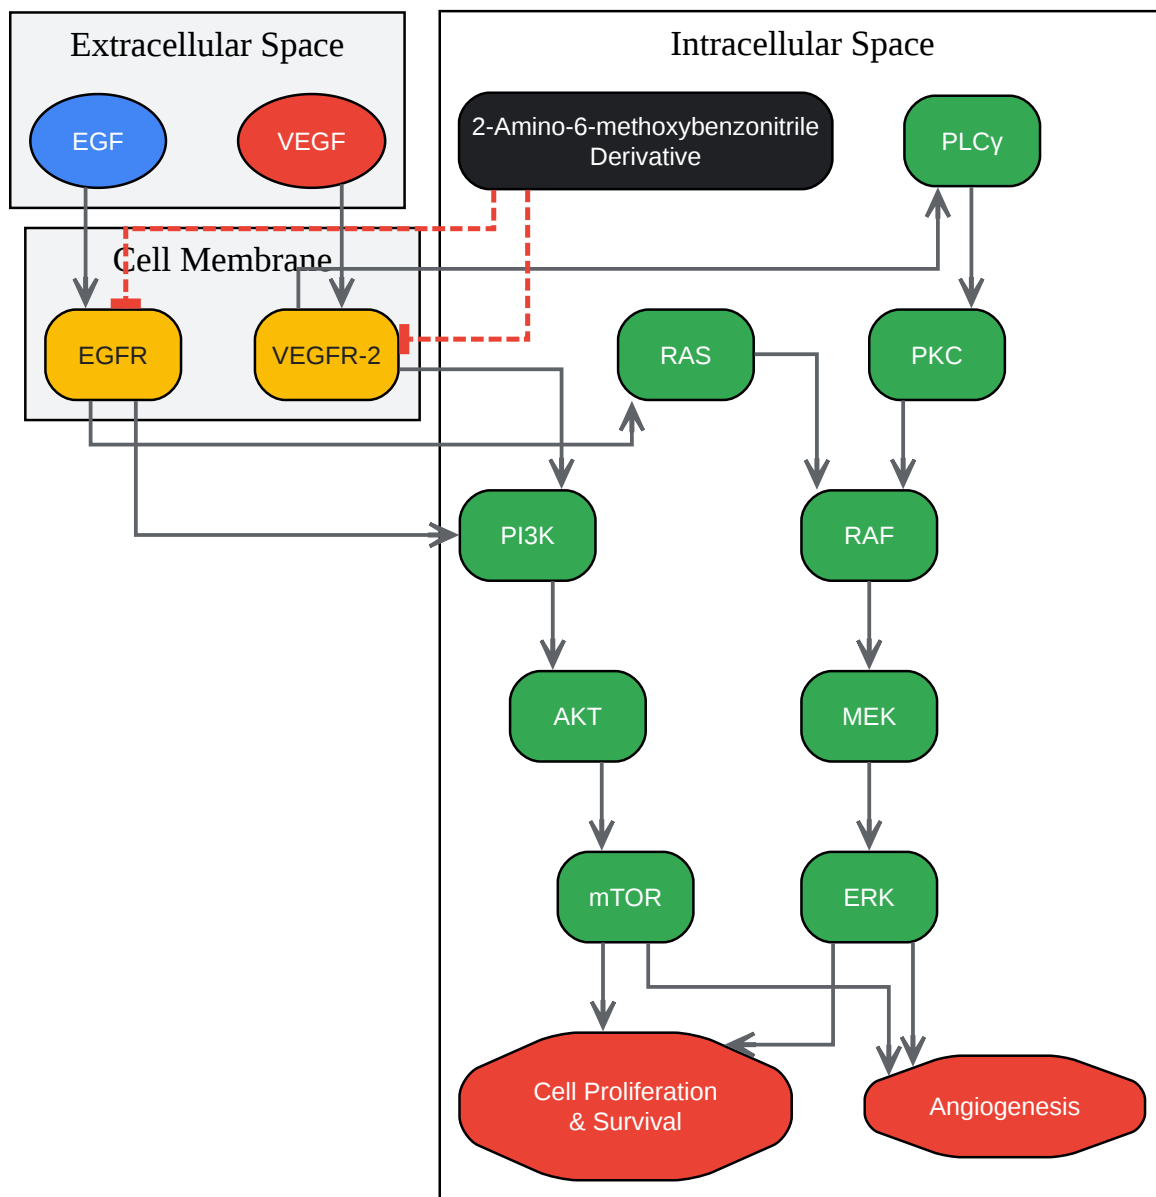 Extracellular Space
Intracellular Space
EGF
VEGF
2-Amino-6-methoxybenzonitrile
Derivative
PLCγ
Cell Membrane
EGFR
VEGFR-2
RAS
PKC
PI3K
RAF
AKT
MEK
mTOR
ERK
Cell Proliferation
& Survival
Angiogenesis